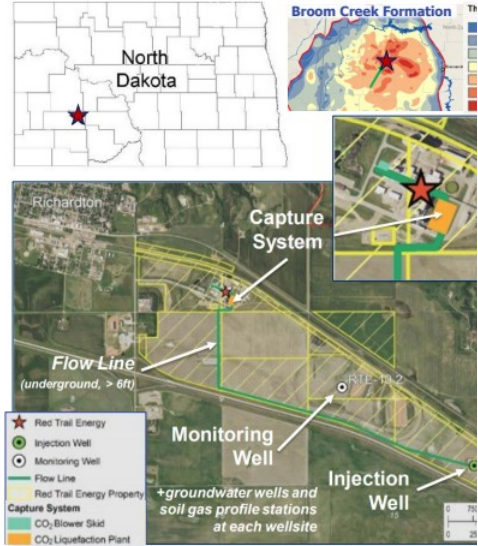 North
Dakota
Broom Creek Formation
Th
Richardton
Capture
System
Flow Line
(underground, > 6ft)
RTE-10.2
Monitoring
Well
Injection
Well
+groundwater wells and
soil gas profile stations
at each wellsite
Red Trail Energy
Injection Well
Monitoring Well
Flow Line
Red Trail Energy Property
Capture System
CO₂ Blower Skid
CO₂ Liquefaction Plant
0
750